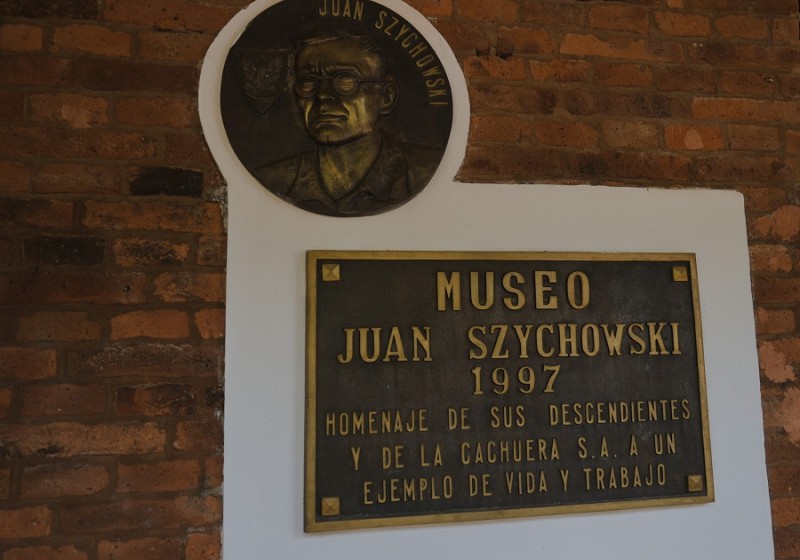 JUAN SZYCHOWSKI
MUSEO
JUAN SZYCHOWSKI
1997
HOMENAJE DE SUS DESCENDIENTES
Y DE LA CACHUERA S.A. A UN
EJEMPLO DE VIDA Y TRABAJO